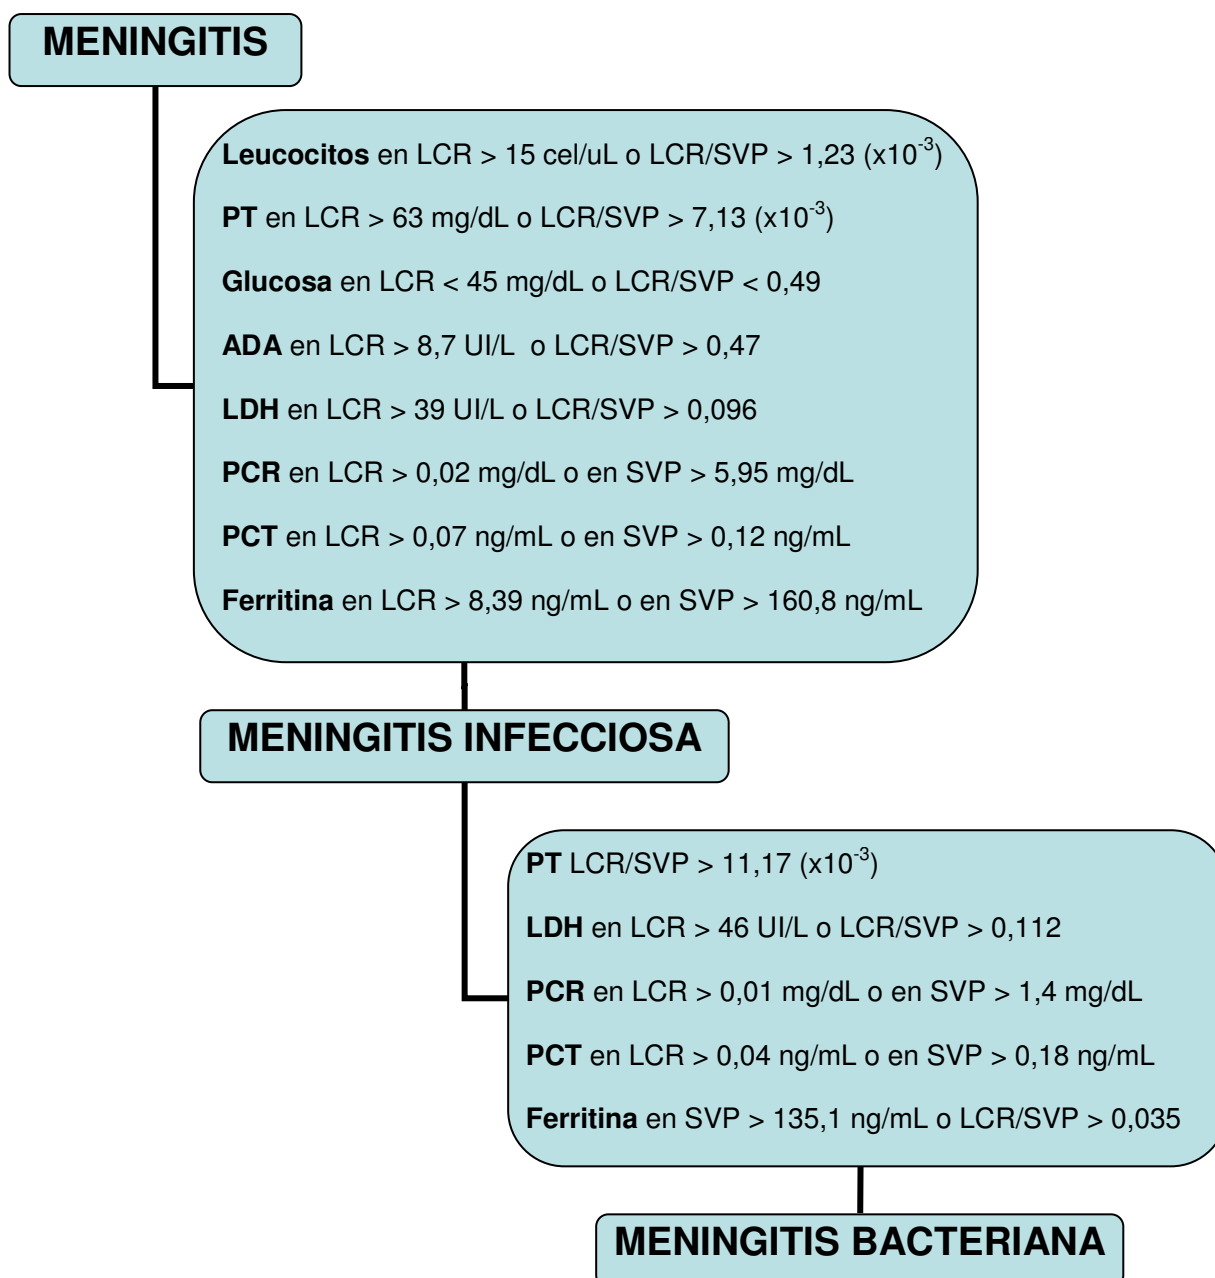 MENINGITIS
Leucocitos en LCR > 15 cel/uL o LCR/SVP > 1,23 (x10⁻³)
PT en LCR > 63 mg/dL o LCR/SVP > 7,13 (x10⁻³)
Glucosa en LCR < 45 mg/dL o LCR/SVP < 0,49
ADA en LCR > 8,7 UI/L o LCR/SVP > 0,47
LDH en LCR > 39 UI/L o LCR/SVP > 0,096
PCR en LCR > 0,02 mg/dL o en SVP > 5,95 mg/dL
PCT en LCR > 0,07 ng/mL o en SVP > 0,12 ng/mL
Ferritina en LCR > 8,39 ng/mL o en SVP > 160,8 ng/mL
MENINGITIS INFECCIOSA
PT LCR/SVP > 11,17 (x10⁻³)
LDH en LCR > 46 UI/L o LCR/SVP > 0,112
PCR en LCR > 0,01 mg/dL o en SVP > 1,4 mg/dL
PCT en LCR > 0,04 ng/mL o en SVP > 0,18 ng/mL
Ferritina en SVP > 135,1 ng/mL o LCR/SVP > 0,035
MENINGITIS BACTERIANA